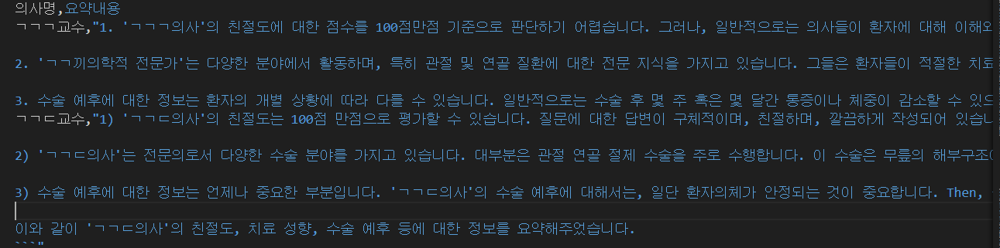 의사명,요약내용
ㄱㄱㄱ교수,"1. 'ㄱㄱㄱ의사'의 친절도에 대한 점수를 100점만점 기준으로 판단하기 어렵습니다. 그러나, 일반적으로는 의사들이 환자에 대해 이해와
2. 'ㄱㄱ끼의학적 전문가'는 다양한 분야에서 활동하며, 특히 관절 및 연골 질환에 대한 전문 지식을 가지고 있습니다. 그들은 환자들이 적절한 치료
3. 수술 예후에 대한 정보는 환자의 개별 상황에 따라 다를 수 있습니다. 일반적으로는 수술 후 몇 주 혹은 몇 달간 통증이나 체중이 감소할 수 있으
ㄱㄱㄷ교수,"1) 'ㄱㄱㄷ의사'의 친절도는 100점 만점으로 평가할 수 있습니다. 질문에 대한 답변이 구체적이며, 친절하며, 깔끔하게 작성되어 있습니
2) 'ㄱㄱㄷ의사'는 전문의로서 다양한 수술 분야를 가지고 있습니다. 대부분은 관절 연골 절제 수술을 주로 수행합니다. 이 수술은 무릎의 해부구조
3) 수술 예후에 대한 정보는 언제나 중요한 부분입니다. 'ㄱㄱㄷ의사'의 수술 예후에 대해서는, 일단 환자의체가 안정되는 것이 중요합니다. Then,
이와 같이 'ㄱㄱㄷ의사'의 친절도, 치료 성향, 수술 예후 등에 대한 정보를 요약해주었습니다.
```"